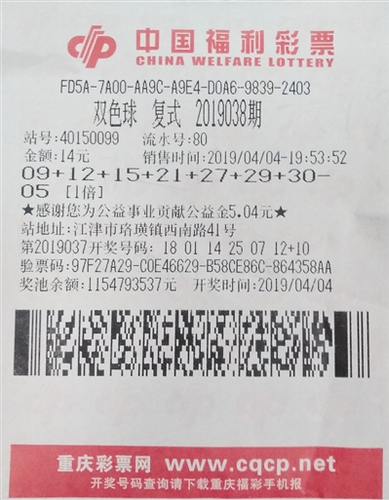 中国福利彩票
CHINA WELFARE LOTTERY
FD5A-7A00-AA9C-A9E4-D0A6-9839-2403
双色球 复式 2019038期
站号:40150099 流水号:80
金额:14元 销售时间:2019/04/04-19:53:52
09+12+15+21+27+29+30-
05 [1倍]
★感谢您为公益事业贡献公益金5.04元★
站地址:江津市珞璜镇西南路41号
第2019037开奖号码: 18 01 14 25 07 12+10
验票码:97F27A29-C0E46629-B58CE86C-864358AA
奖池余额:1154793537元 开奖时间:2019/04/04
重庆彩票网 www.cqcp.net
开奖号码查询请下载重庆福彩手机报